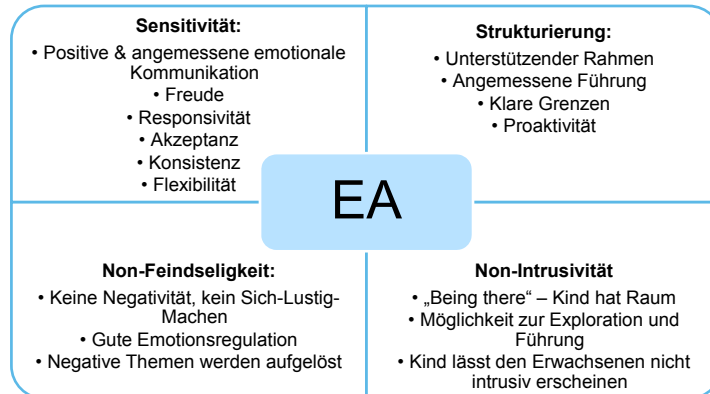 Sensitivität:
• Positive & angemessene emotionale
Kommunikation
• Freude
• Responsivität
• Akzeptanz
• Konsistenz
• Flexibilität
Strukturierung:
• Unterstützender Rahmen
• Angemessene Führung
• Klare Grenzen
• Proaktivität
EA
Non-Feindseligkeit:
• Keine Negativität, kein Sich-Lustig-
Machen
• Gute Emotionsregulation
• Negative Themen werden aufgelöst
Non-Intrusivität
• „Being there“ – Kind hat Raum
• Möglichkeit zur Exploration und
Führung
• Kind lässt den Erwachsenen nicht
intrusiv erscheinen